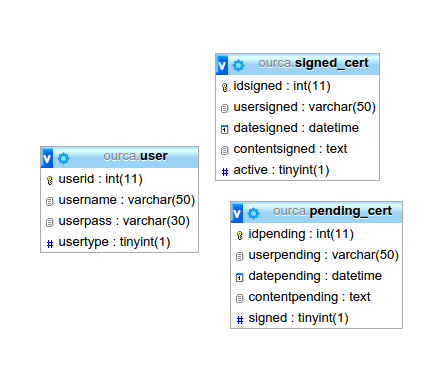 v ourca.signed_cert
idsigned : int(11)
usersigned : varchar(50)
datesigned : datetime
contentsigned : text
# active : tinyint(1)
v ourca.user
userid : int(11)
username : varchar(50)
userpass : varchar(30)
# usertype : tinyint(1)
v ourca.pending_cert
idpending : int(11)
userpending : varchar(50)
datepending : datetime
contentpending : text
# signed : tinyint(1)